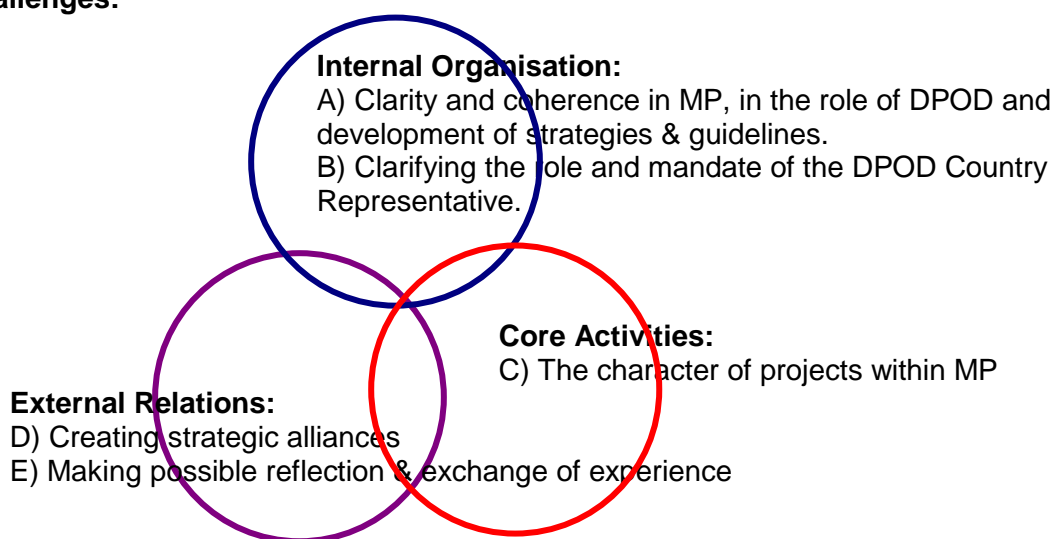 allenges:
Internal Organisation:
A) Clarity and coherence in MP, in the role of DPOD and
development of strategies & guidelines.
B) Clarifying the role and mandate of the DPOD Country
Representative.
Core Activities:
C) The character of projects within MP
External Relations:
D) Creating strategic alliances
E) Making possible reflection & exchange of experience